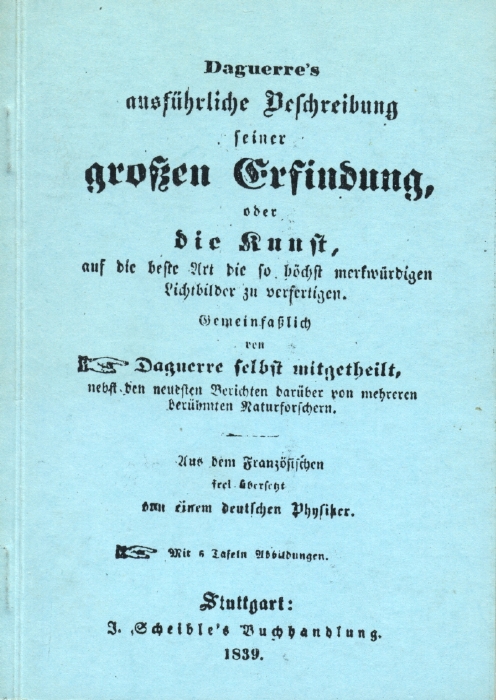 Daguerre's
ausführliche Beschreibung
seiner
großen Erfindung,
oder
die Kunst,
auf die beste Art die so höchst merkwürdigen
Lichtbilder zu verfertigen.
Gemeinfaßlich
von
Daguerre selbst mitgetheilt,
nebst den neuesten Berichten darüber von mehreren
berühmten Naturforschern.
Aus dem Französischen
frei übersetzt
von einem deutschen Physiker.
Mit 6 Tafeln Abbildungen.
Stuttgart:
J. Scheible's Buchhandlung.
1839.